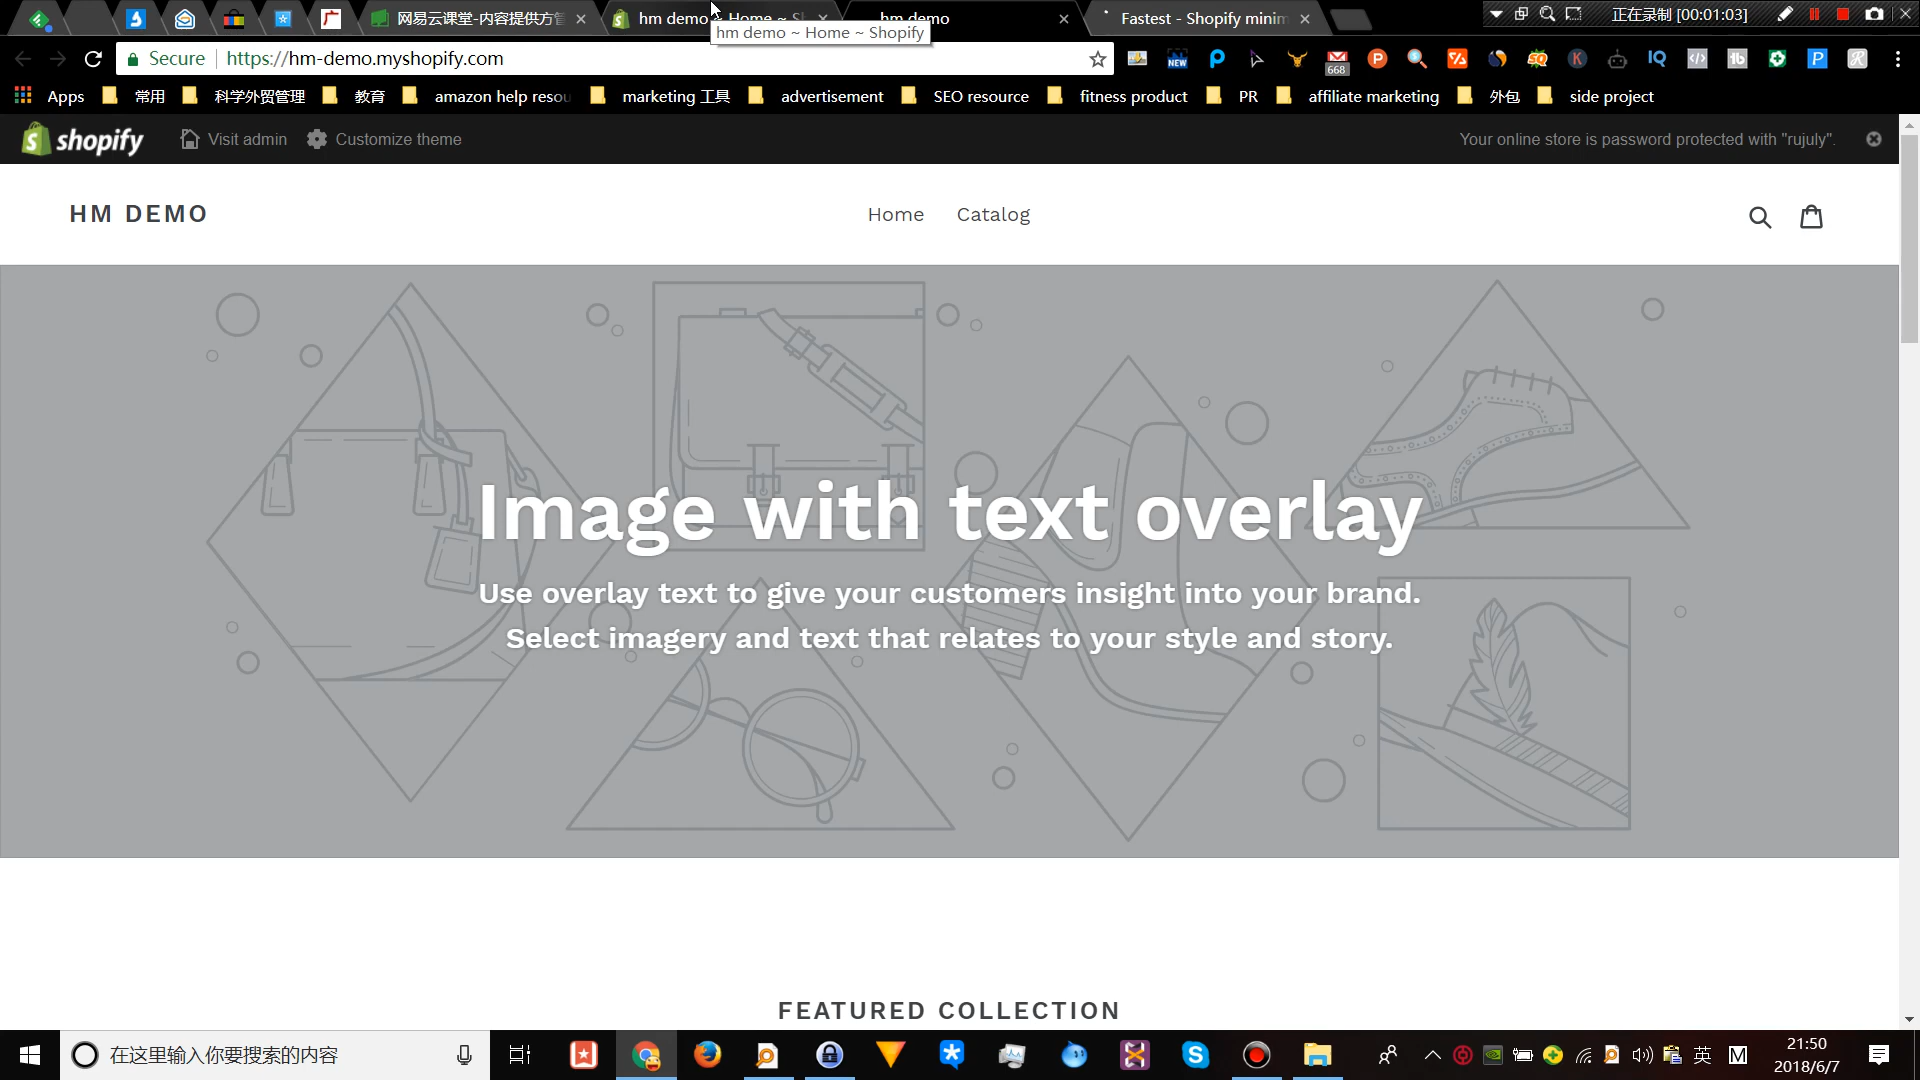 网易云课堂-内容提供方管
hm demo ~ Home ~ Sh
hm demo
Fastest - Shopify minim
正在录制 [00:01:03]
hm demo ~ Home ~ Shopify
Secure
https://hm-demo.myshopify.com
NEW
668
Apps
常用
科学外贸管理
教育
amazon help resou
marketing 工具
advertisement
SEO resource
fitness product
PR
affiliate marketing
外包
side project
shopify
Visit admin
Customize theme
Your online store is password protected with "rujuly".
HM DEMO
Home
Catalog
Image with text overlay
Use overlay text to give your customers insight into your brand.
Select imagery and text that relates to your style and story.
FEATURED COLLECTION
在这里输入你要搜索的内容
英
M
21:50
2018/6/7